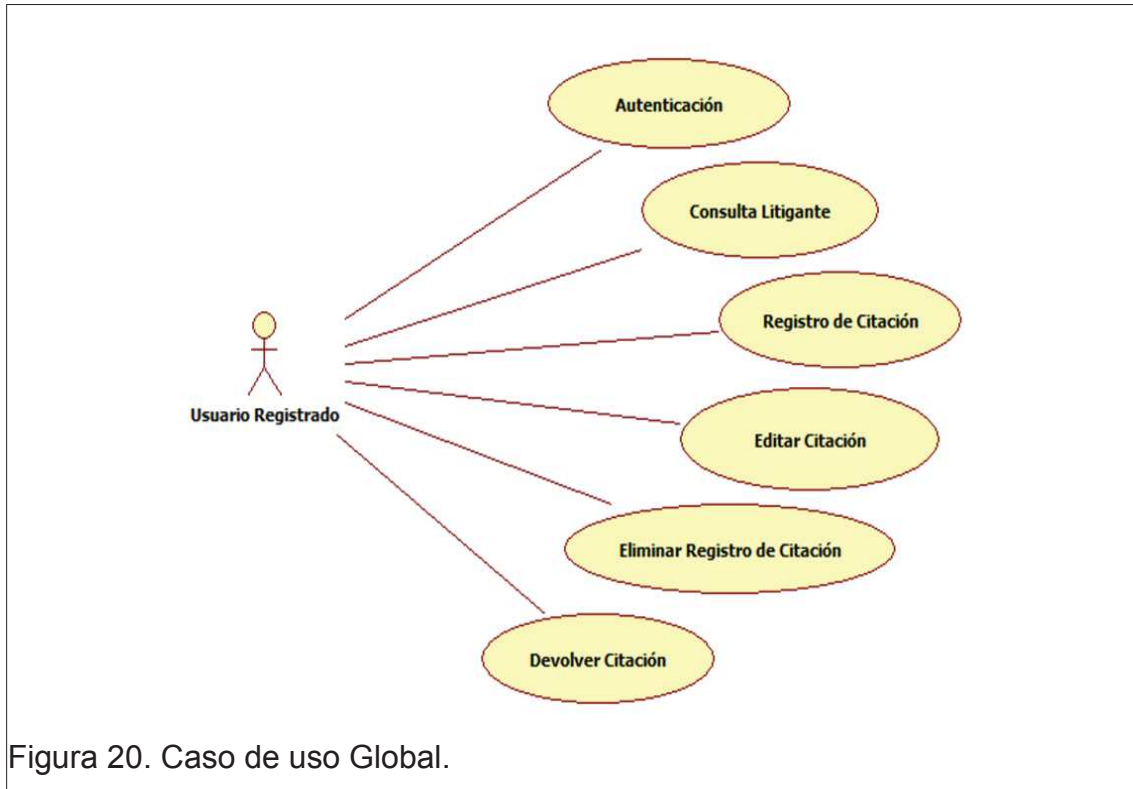 Autenticación
Consulta Litigante
Registro de Citación
Usuario Registrado
Editar Citación
Eliminar Registro de Citación
Devolver Citación
Figura 20. Caso de uso Global.